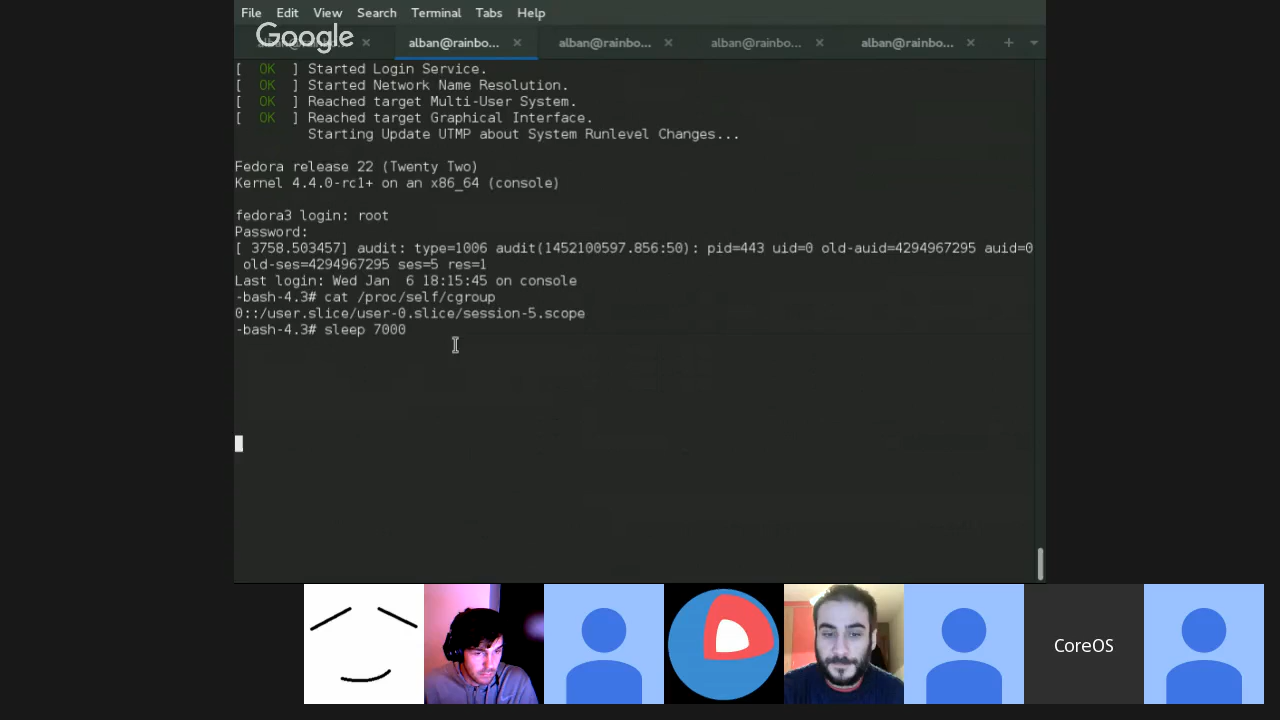 File Edit View Search Terminal Tabs Help
Google
alban@rainbo... alban@rainbo... alban@rainbo... alban@rainbo...
[ OK ] Started Login Service.
[ OK ] Started Network Name Resolution.
[ OK ] Reached target Multi-User System.
[ OK ] Reached target Graphical Interface.
Starting Update UTMP about System Runlevel Changes...
Fedora release 22 (Twenty Two)
Kernel 4.4.0-rc1+ on an x86_64 (console)
fedora3 login: root
Password:
[ 3758.503457] audit: type=1006 audit(1452100597.856:50): pid=443 uid=0 old-auid=4294967295 auid=0
old-ses=4294967295 ses=5 res=1
Last login: Wed Jan 6 18:15:45 on console
-bash-4.3# cat /proc/self/cgroup
0::/user.slice/user-0.slice/session-5.scope
-bash-4.3# sleep 7000
CoreOS